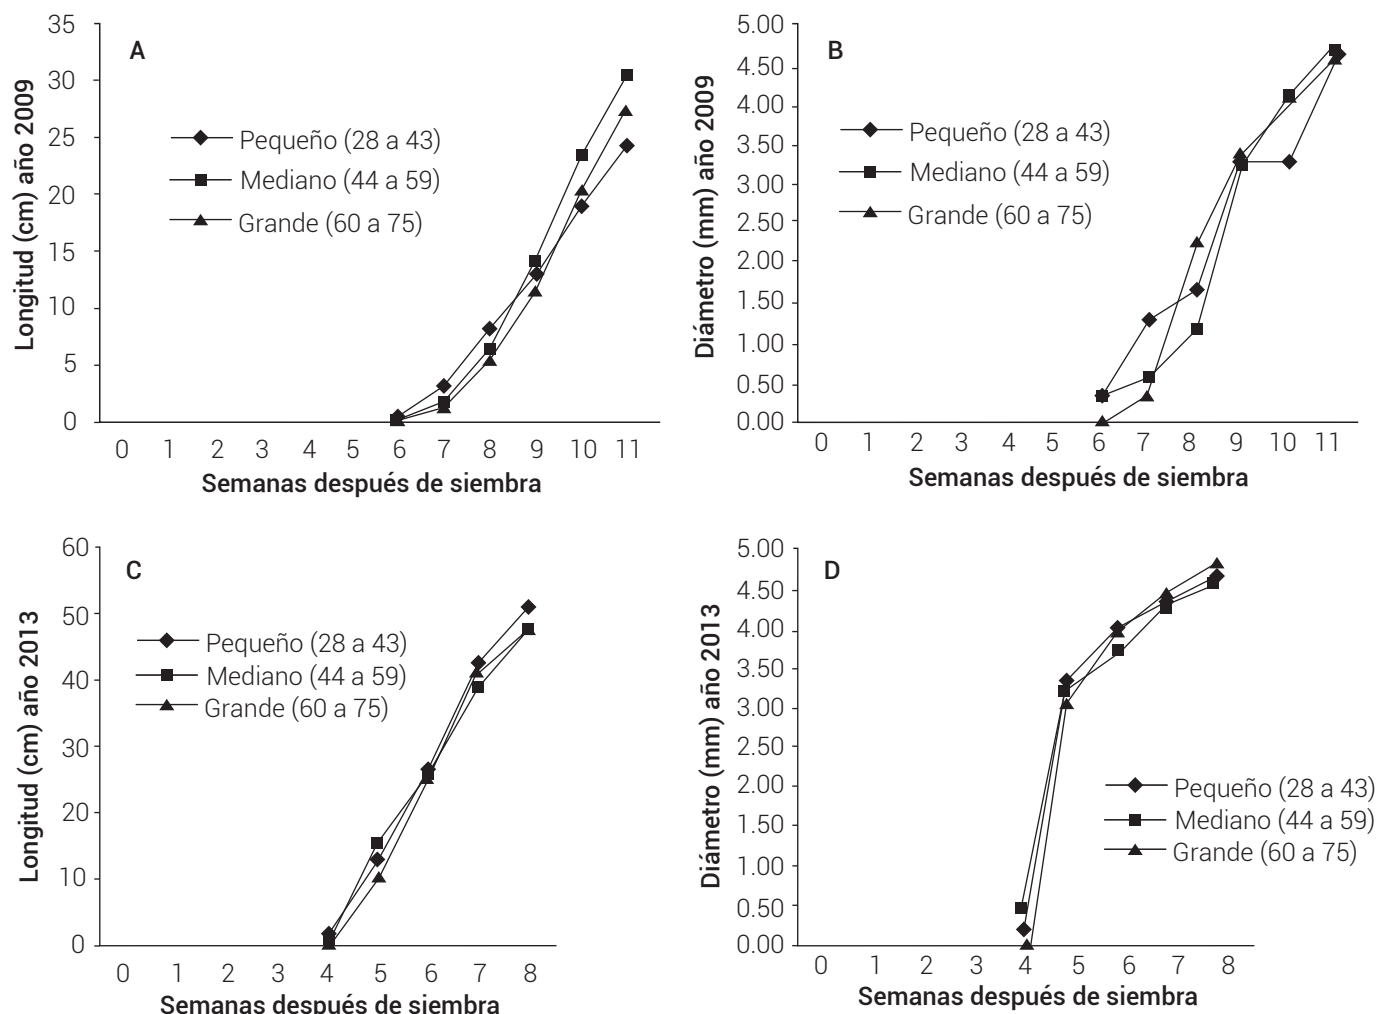 A
Longitud (cm) año 2009
35
30
25
20
15
10
5
0
Pequeño (28 a 43)
Mediano (44 a 59)
Grande (60 a 75)
0 1 2 3 4 5 6 7 8 9 10 11
Semanas después de siembra
B
Diámetro (mm) año 2009
5.00
4.50
4.00
3.50
3.00
2.50
2.00
1.50
1.00
0.50
0.00
Pequeño (28 a 43)
Mediano (44 a 59)
Grande (60 a 75)
0 1 2 3 4 5 6 7 8 9 10 11
Semanas después de siembra
C
Longitud (cm) año 2013
60
50
40
30
20
10
0
Pequeño (28 a 43)
Mediano (44 a 59)
Grande (60 a 75)
0 1 2 3 4 5 6 7 8
Semanas después de siembra
D
Diámetro (mm) año 2013
5.00
4.50
4.00
3.50
3.00
2.50
2.00
1.50
1.00
0.50
0.00
Pequeño (28 a 43)
Mediano (44 a 59)
Grande (60 a 75)
0 1 2 3 4 5 6 7 8
Semanas después de siembra